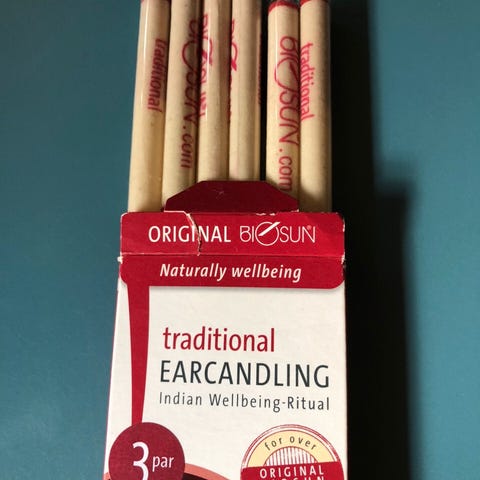 traditional
BIOSUN.com
BIOSUN
BIOSUN.com
traditional
ORIGINAL BIOSUN
Naturally wellbeing
traditional
EARCANDLING
Indian Wellbeing-Ritual
3 par
for over
ORIGINAL